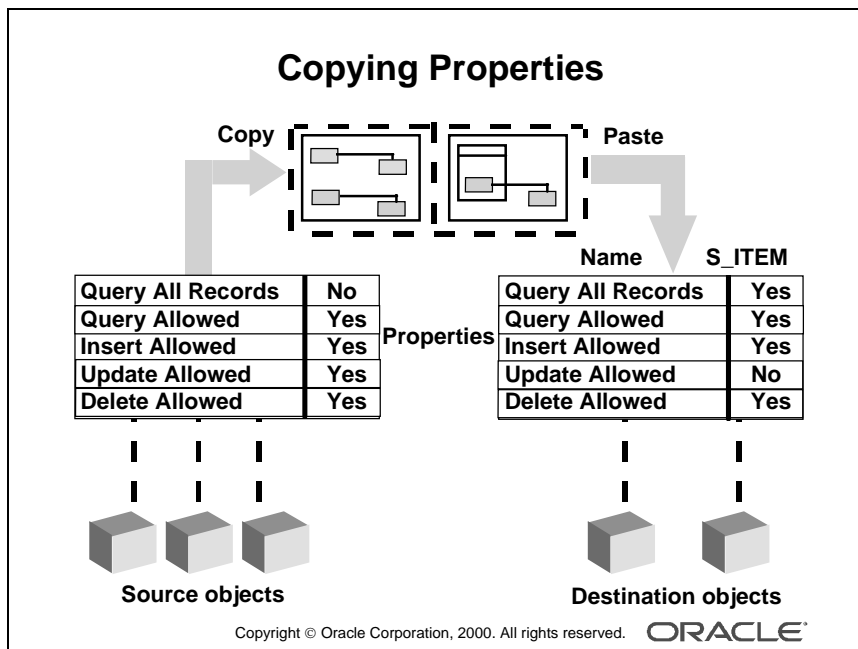 Copying Properties
Copy
Paste
Name S_ITEM
Query All Records No
Query Allowed Yes
Insert Allowed Yes
Update Allowed Yes
Delete Allowed Yes
Properties
Query All Records Yes
Query Allowed Yes
Insert Allowed Yes
Update Allowed No
Delete Allowed Yes
Source objects
Destination objects
Copyright © Oracle Corporation, 2000. All rights reserved. ORACLE®